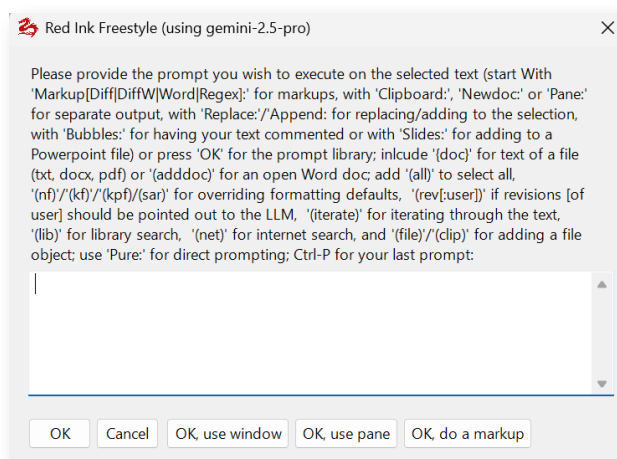 Red Ink Freestyle (using gemini-2.5-pro)
Please provide the prompt you wish to execute on the selected text (start With
'Markup[Diff|DiffW|Word|Regex]:' for markups, with 'Clipboard:', 'Newdoc:' or 'Pane:'
for separate output, with 'Replace:'/'Append: for replacing/adding to the selection,
with 'Bubbles:' for having your text commented or with 'Slides:' for adding to a
Powerpoint file) or press 'OK' for the prompt library; inlcude '{doc}' for text of a file
(txt, docx, pdf) or '(adddoc)' for an open Word doc; add '(all)' to select all,
'(nf)'/'(kf)'/'(kpf)/(sar)' for overriding formatting defaults, '(rev[:user])' if revisions [of
user] should be pointed out to the LLM, '(iterate)' for iterating through the text,
'(lib)' for library search, '(net)' for internet search, and '(file)'/'(clip)' for adding a file
object; use 'Pure:' for direct prompting; Ctrl-P for your last prompt:
OK Cancel OK, use window OK, use pane OK, do a markup